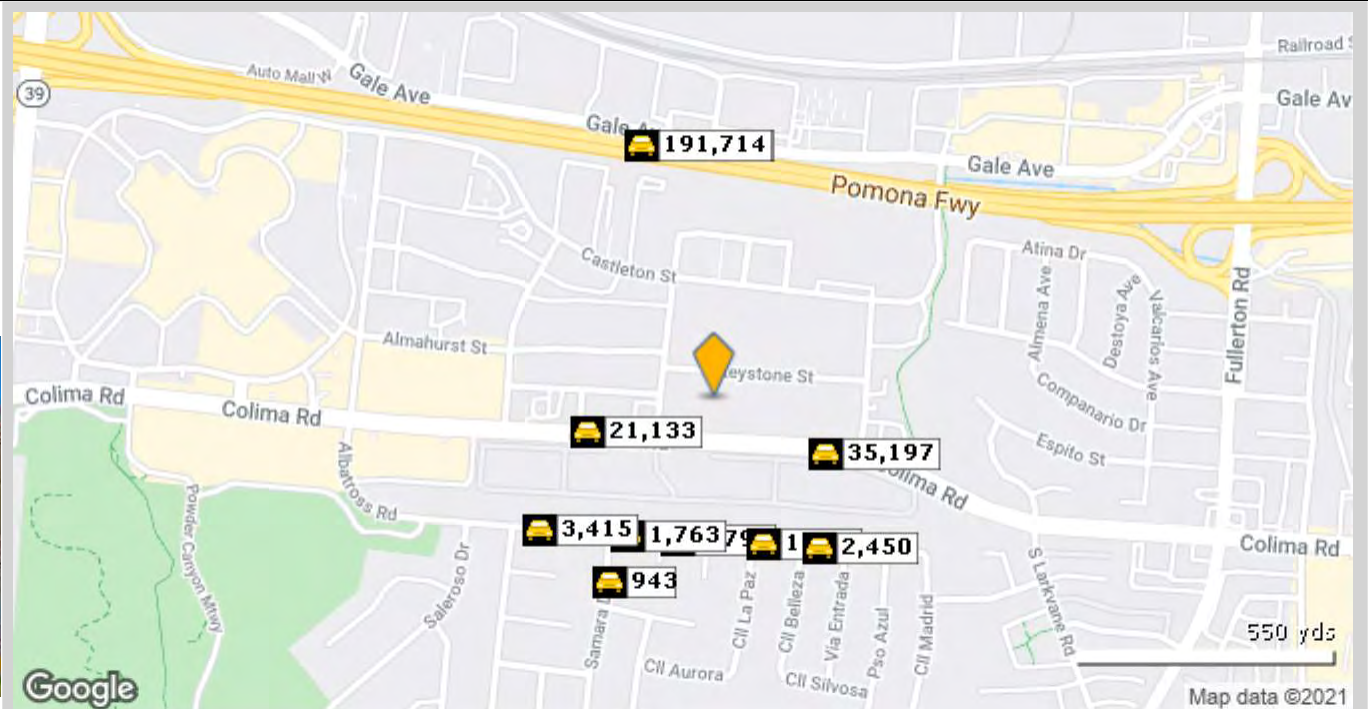 Railroad
39
Auto Mall W
Gale Ave
Gale Av
191,714
Gale Ave
Pomona Fwy
Atina Dr
Castleton St
Almena Ave
Destoya Ave
Valcarios Ave
Fullerton Rd
Almahurst St
eystone St
Colima Rd
Colima Rd
Companario Dr
21,133
35,197
Espito St
Colima Rd
Albatross Rd
Powder Canyon Mtwy
3,415
1,763
79
1
2,450
Colima Rd
943
Saleroso Dr
Samara
Cll La Paz
Cll Belleza
Via Entrada
Pso Azul
Cll Madrid
S Larkvane Rd
550 yds
Cll Aurora
Cll Silvosa
Google
Map data ©2021